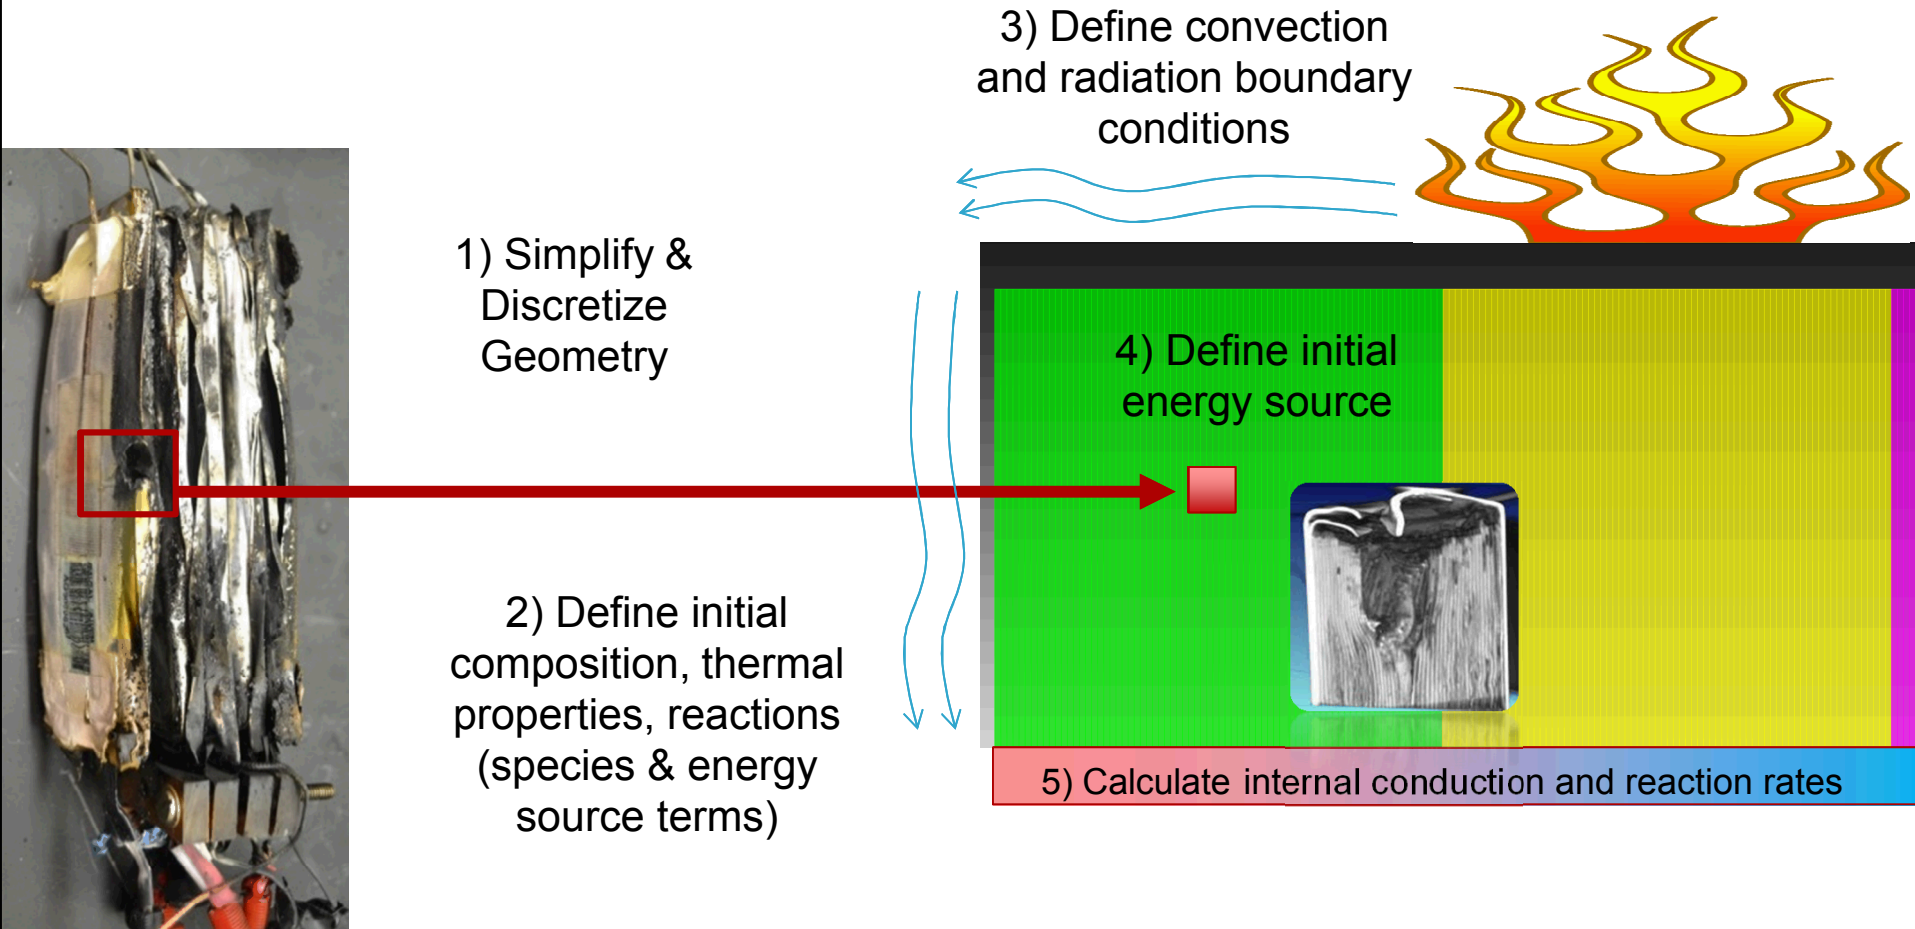 3) Define convection
and radiation boundary
conditions
1) Simplify &
Discretize
Geometry
4) Define initial
energy source
2) Define initial
composition, thermal
properties, reactions
(species & energy
source terms)
5) Calculate internal conduction and reaction rates